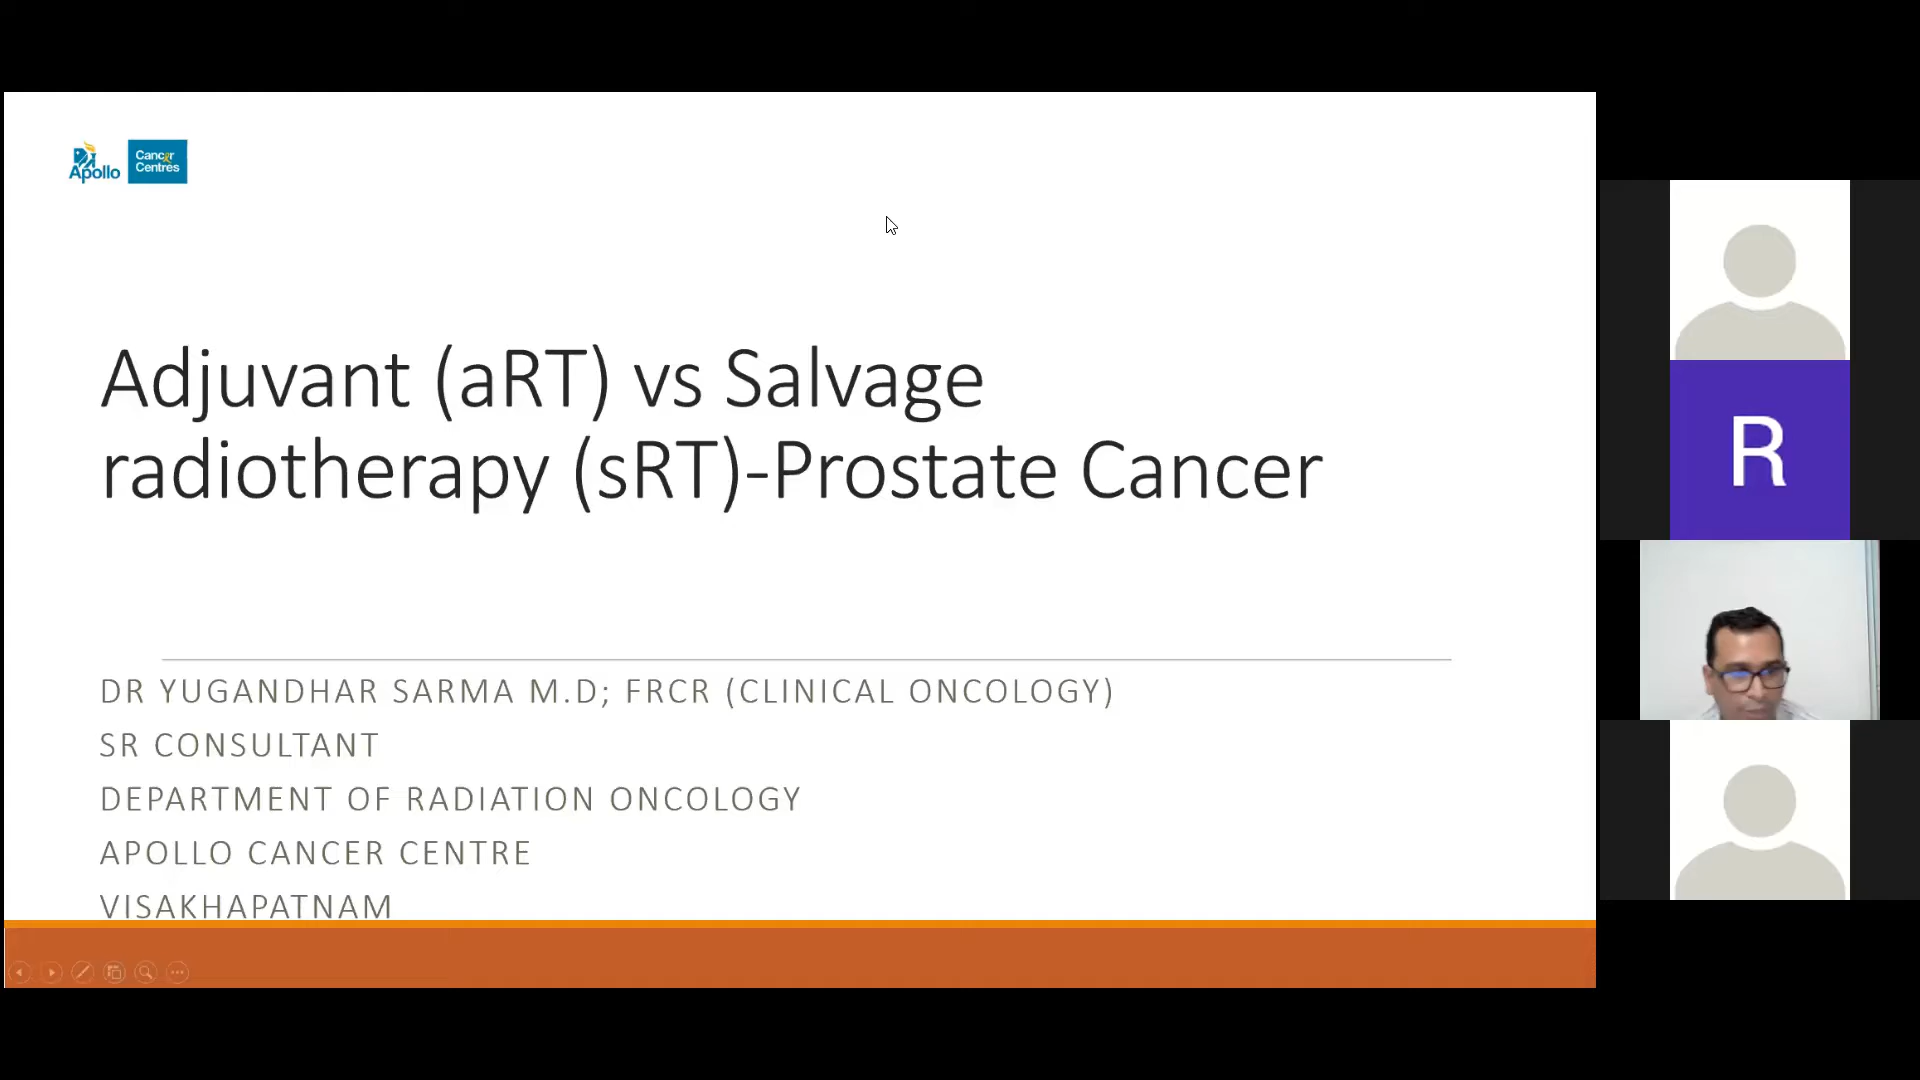 Apollo
Cancer
Centres
Adjuvant (aRT) vs Salvage
radiotherapy (sRT)-Prostate Cancer
DR YUGANDHAR SARMA M.D; FRCR (CLINICAL ONCOLOGY)
SR CONSULTANT
DEPARTMENT OF RADIATION ONCOLOGY
APOLLO CANCER CENTRE
VISAKHAPATNAM
R